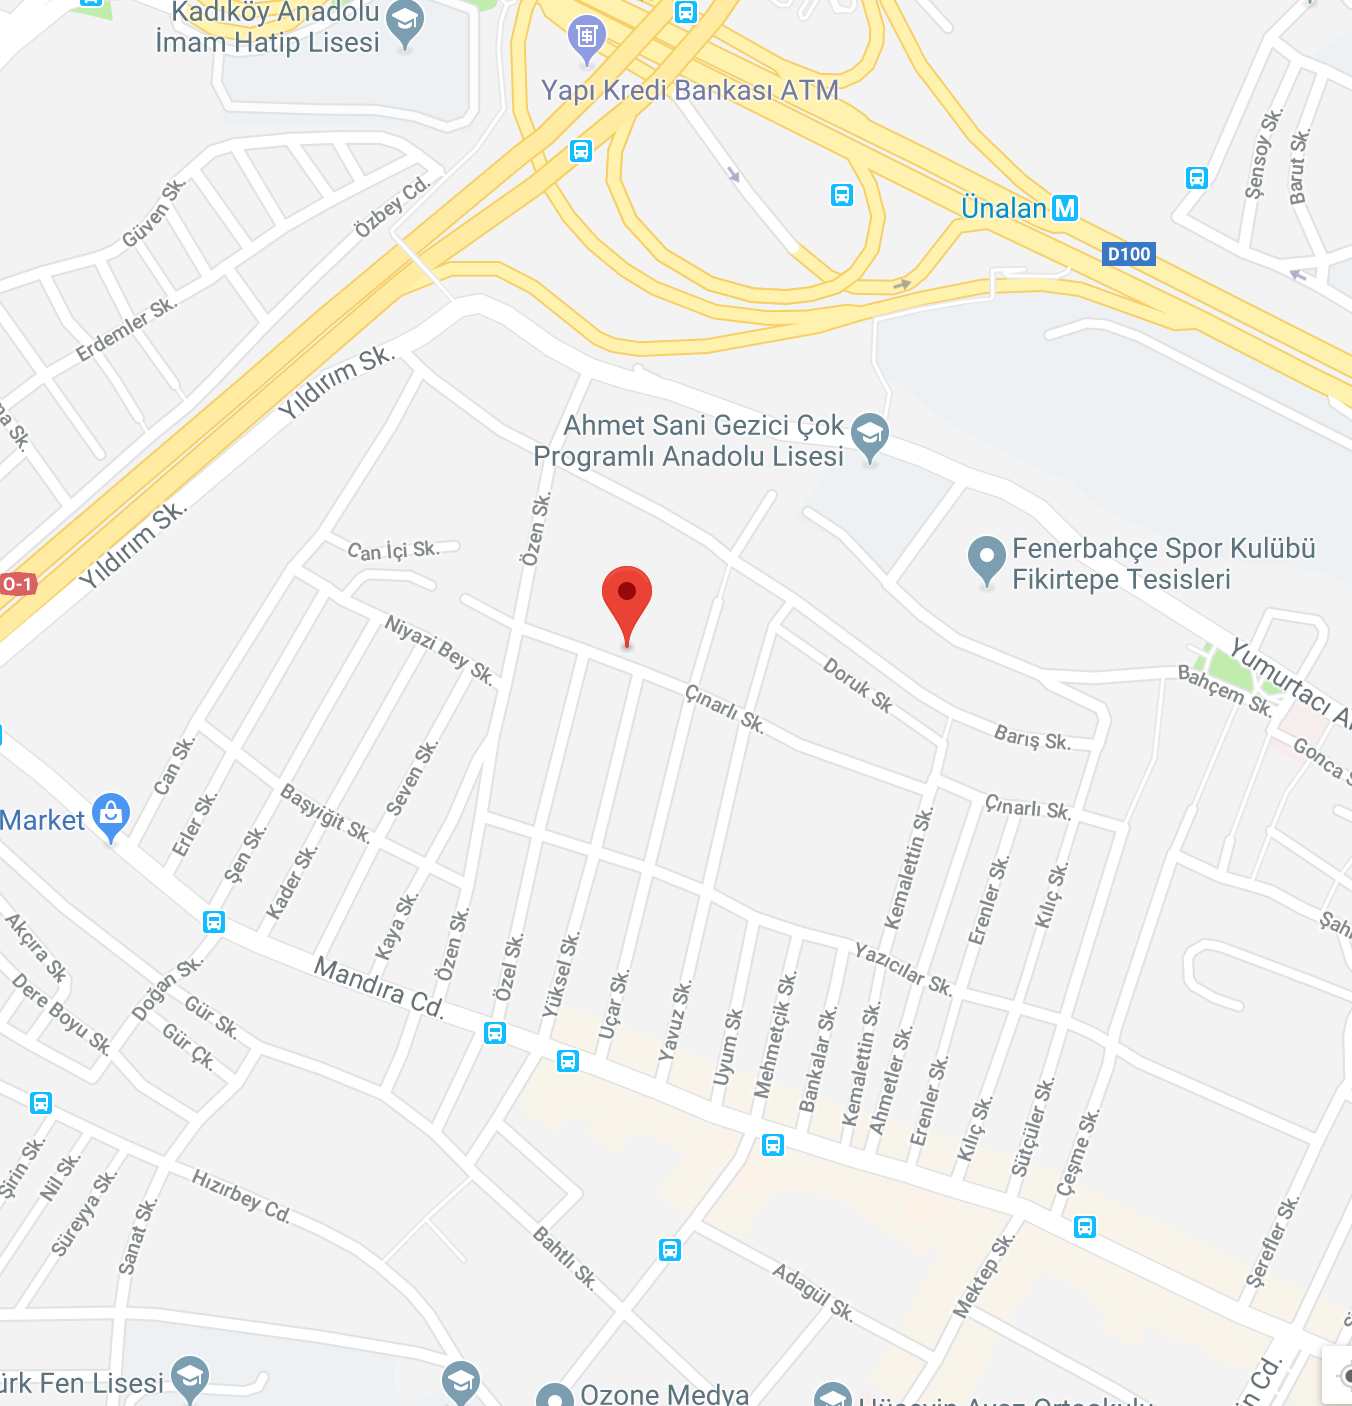 Kadıköy Anadolu
İmam Hatip Lisesi
Yapı Kredi Bankası ATM
Şensoy Sk.
Barut Sk.
Güven Sk.
Özbey Cd.
Ünalan M
D100
Erdemler Sk.
Yıldırım Sk.
Ahmet Sani Gezici Çok
Programlı Anadolu Lisesi
Yıldırım Sk.
Özen Sk.
Can İçi Sk.
Fenerbahçe Spor Kulübü
Fikirtepe Tesisleri
O-1
Niyazi Bey Sk.
Çınarlı Sk.
Doruk Sk
Barış Sk.
Bahçem Sk.
Yumurtacı
Gonca
Can Sk.
Erler Sk.
Seven Sk.
Market
Başyiğit Sk.
Şen Sk.
Kader Sk.
Çınarlı Sk.
Kemalettin Sk.
Erenler Sk.
Kılıç Sk.
Kaya Sk.
Özen Sk.
Özel Sk.
Yüksel Sk.
Uçar Sk.
Yavuz Sk.
Yazıcılar Sk.
Akçıra Sk
Dere Boyu Sk.
Doğan Sk.
Gür Sk.
Gür Çk.
Mandıra Cd.
Uyum Sk
Mehmetçik Sk.
Bankalar Sk.
Kemalettin Sk.
Ahmetler Sk.
Erenler Sk.
Kılıç Sk.
Sütçüler Sk.
Çeşme Sk.
Şirin Sk.
Nil Sk.
Süreyya Sk.
Sanat Sk.
Hızırbey Cd.
Bahtlı Sk.
Adagül Sk.
Mektep Sk.
Şerefler Sk.
Fen Lisesi
Ozone Medya
Cd.